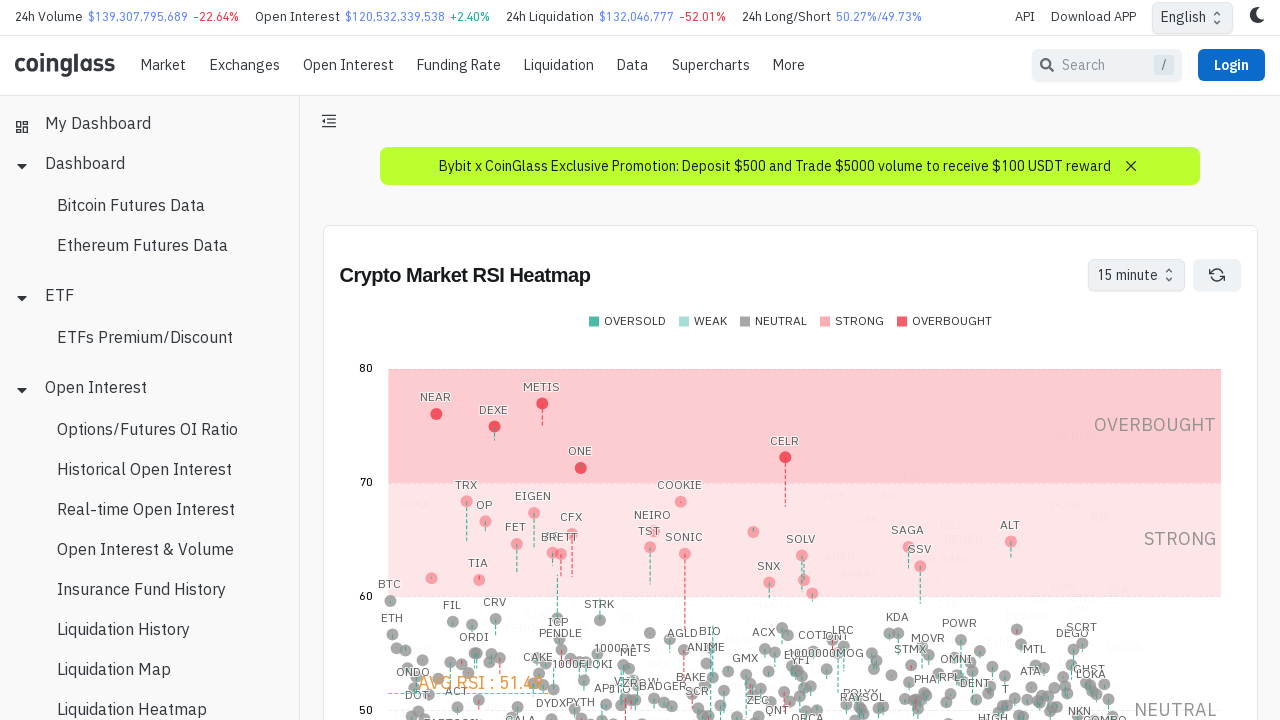 24h Volume $139,307,795,689 -22.64% Open Interest $120,532,339,538 +2.40% 24h Liquidation $132,046,777 -52.01% 24h Long/Short 50.27%/49.73% API Download APP English
coinglass Market Exchanges Open Interest Funding Rate Liquidation Data Supercharts More Search / Login
My Dashboard
Dashboard
Bitcoin Futures Data
Ethereum Futures Data
ETF
ETFs Premium/Discount
Open Interest
Options/Futures OI Ratio
Historical Open Interest
Real-time Open Interest
Open Interest & Volume
Insurance Fund History
Liquidation History
Liquidation Map
Liquidation Heatmap
Bybit x CoinGlass Exclusive Promotion: Deposit $500 and Trade $5000 volume to receive $100 USDT reward
Crypto Market RSI Heatmap 15 minute
OVERSOLD WEAK NEUTRAL STRONG OVERBOUGHT
80
METIS
NEAR
DEXE
OVERBOUGHT
CELR
ONE
70
TRX EIGEN COOKIE
OP
CFX NEIRO
FET BRETT TST SONIC SOLV SAGA ALT
STRONG
SSV
TIA SNX
BTC
60
FIL CRV STRK
ETH ICP KDA POWR SCRT
ORDI PENDLE AGLD BIO ACX COTI LRC QNT DEGO
1000SATS ANIME STMX MOVR MTL
CAKE ME GMX YFI 1000000MOG OMNI
ONDO 1000FLOKI BAKE ATA GHST
AVG RSI : 51.49 DENT LOKA
DOT ACT BADGER SCR T
DYDX PYTH ZEC
50
QNT HIGH NKN NEUTRAL
ORCA